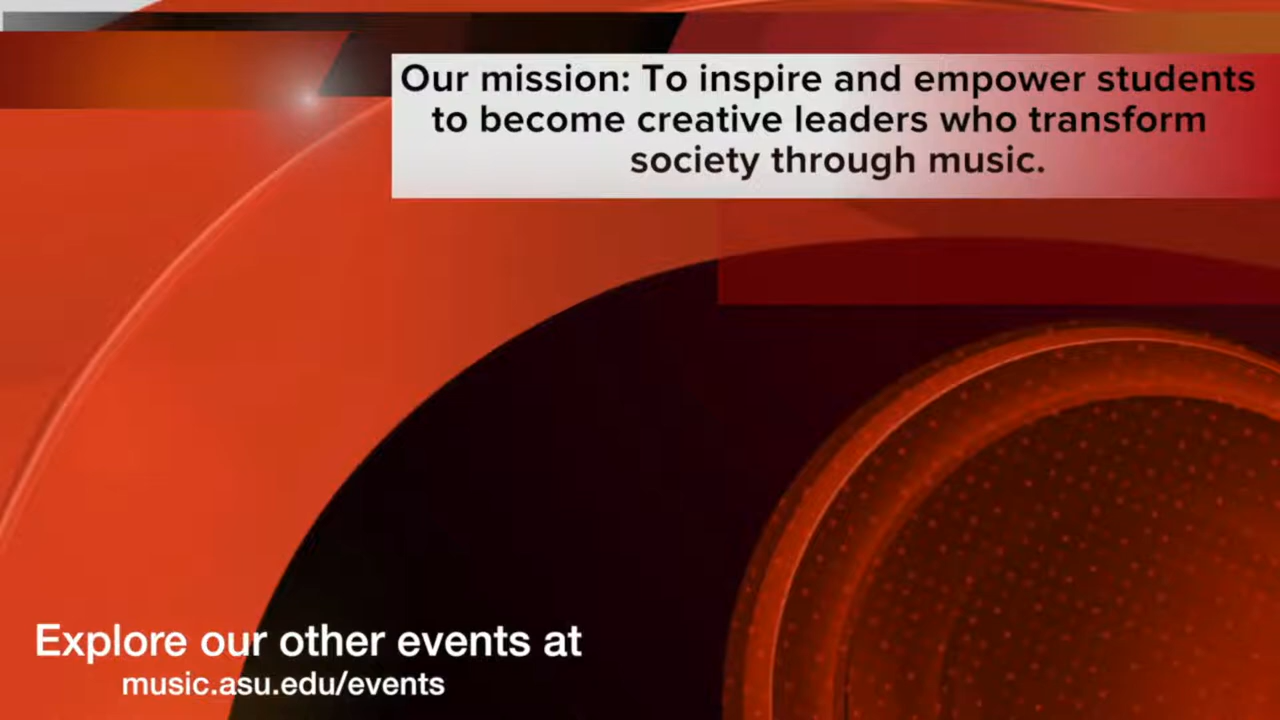 Our mission: To inspire and empower students
to become creative leaders who transform
society through music.
Explore our other events at
music.asu.edu/events